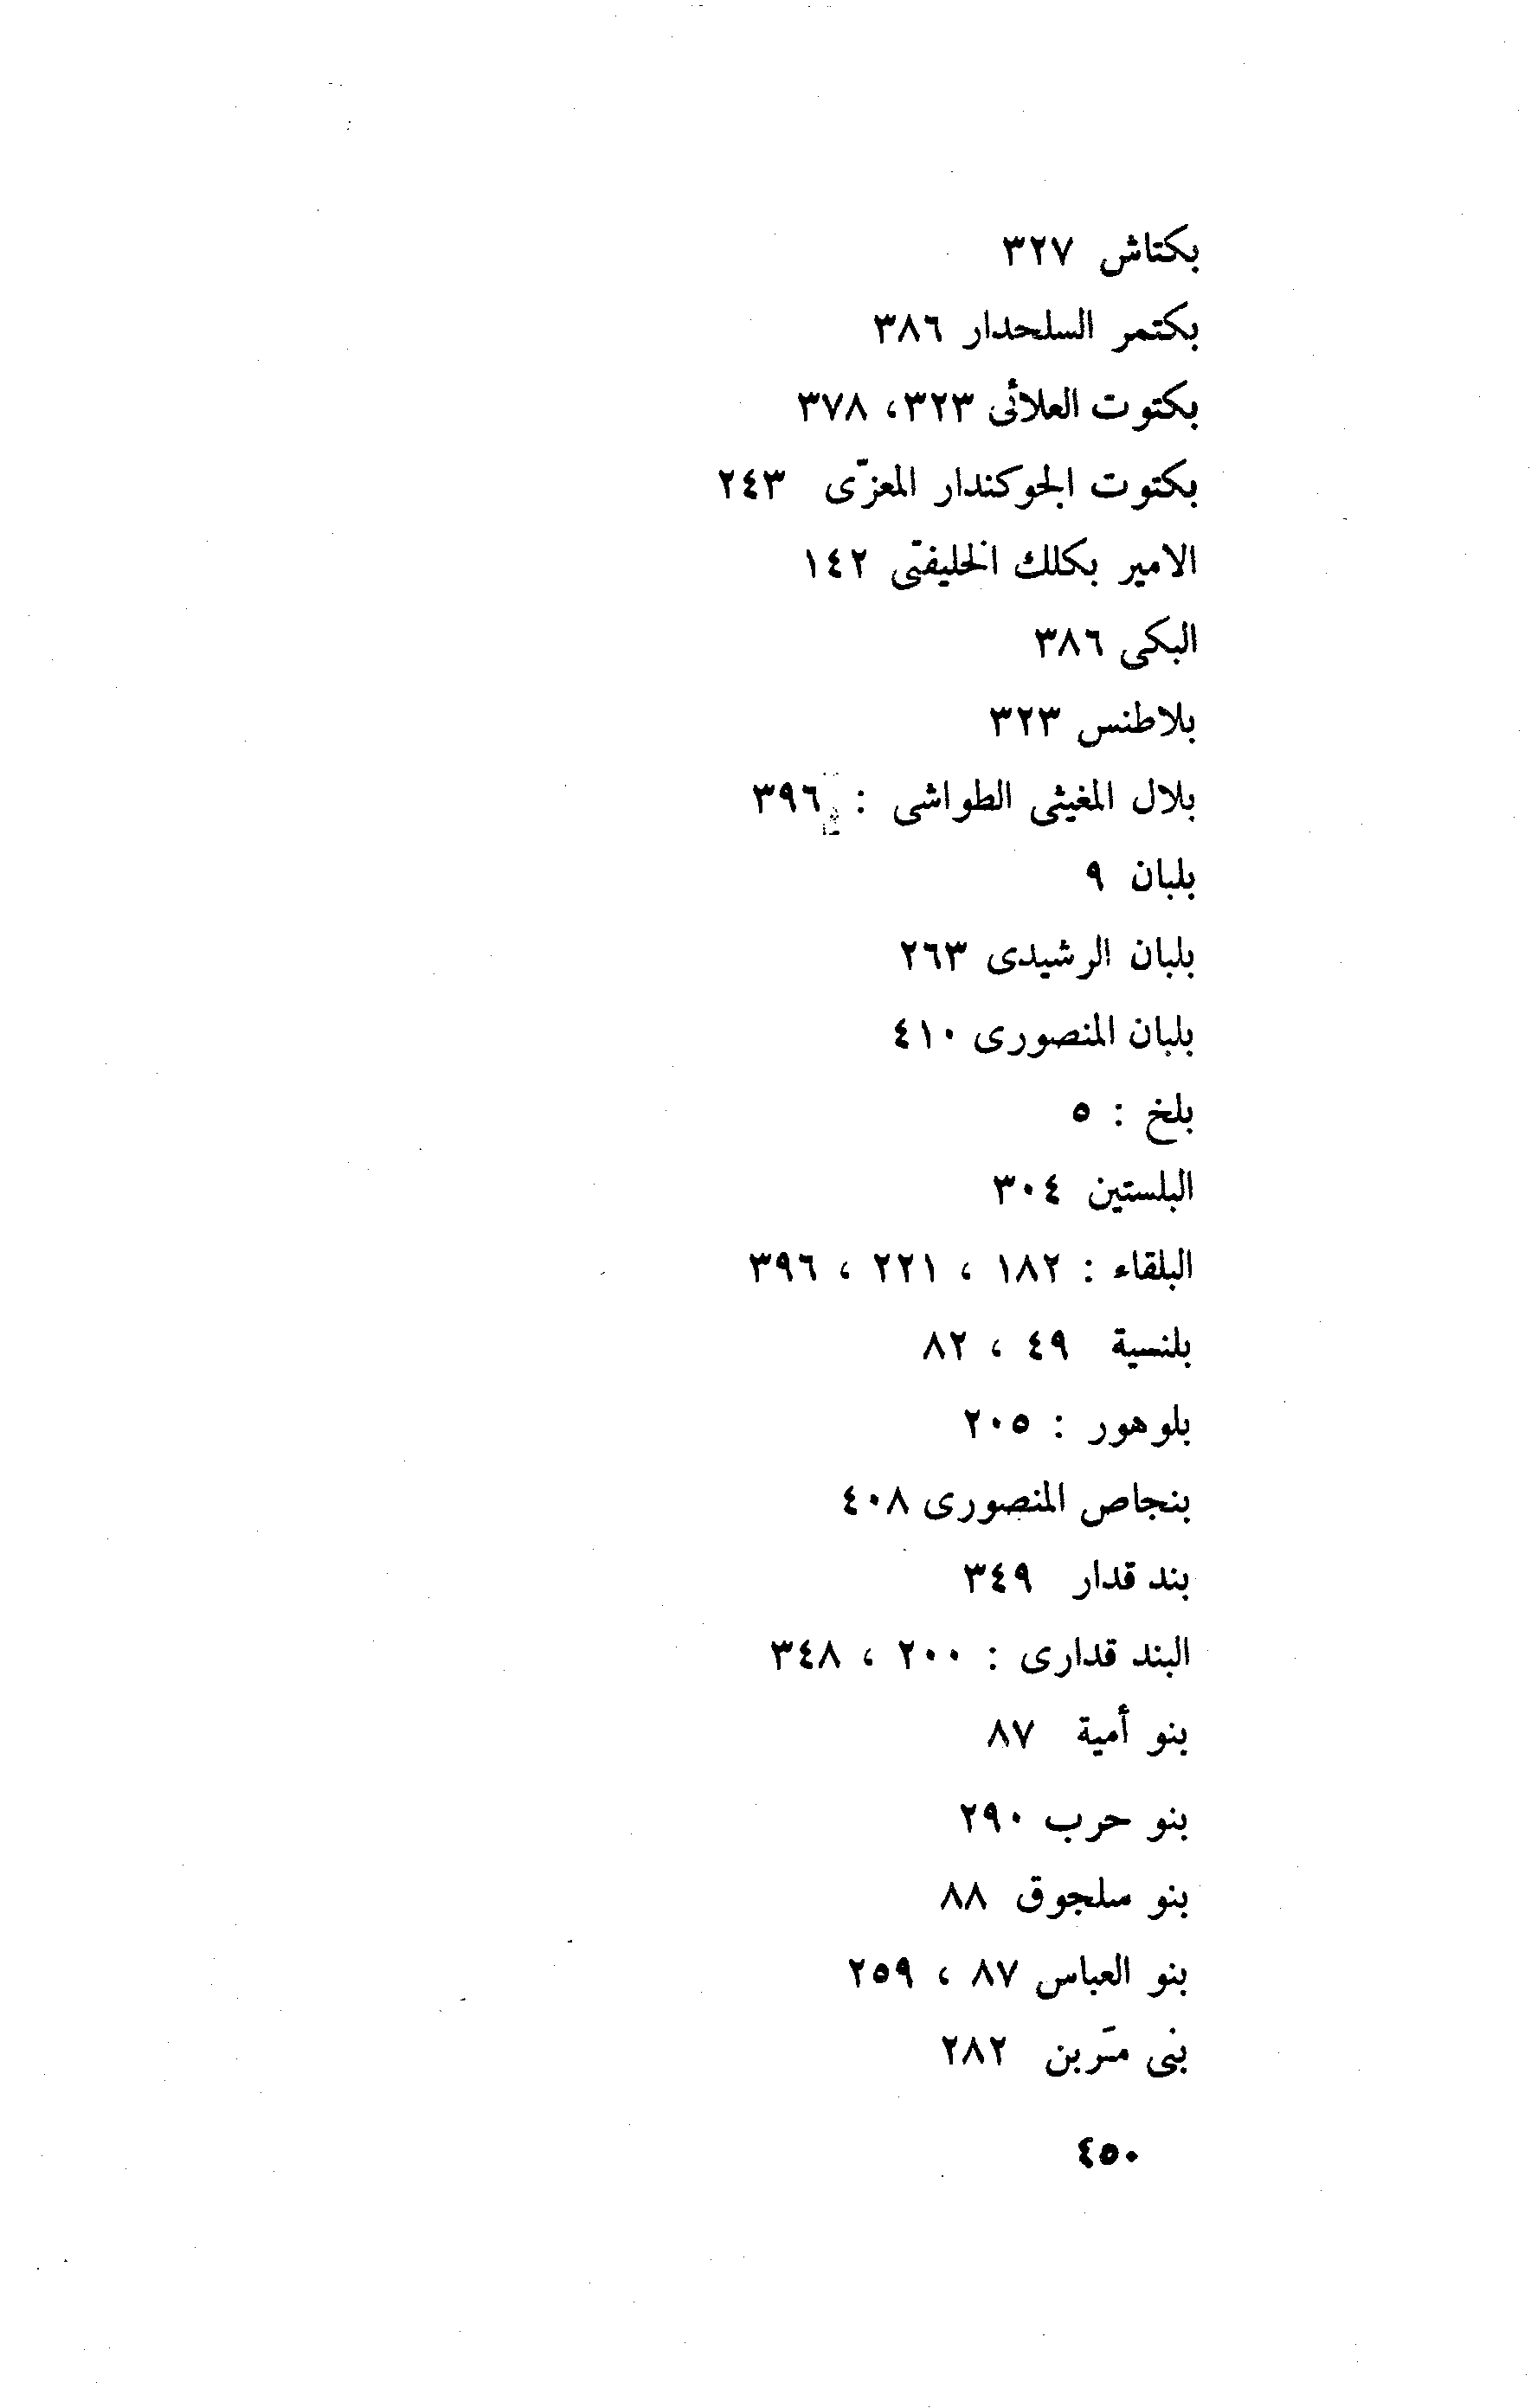 بكتاش ٣٢٧
بكتمر السلحدار ٣٨٦
بكتوت العلائى ٣٢٣، ٣٧٨
بكتوت الجوكندار المعزّى ٢٤٣
الامير بكلك الخليفتى ١٤٢
البكى ٣٨٦
بلاطنس ٣٢٣
بلال المغيثى الطواشى : ٣٩٦
بلبان ٩
بلبان الرشيدى ٢٦٣
بلبان المنصورى ٤١٠
بلخ : ٥
البلستين ٣٠٤
البلقاء : ١٨٢ ، ٢٢١ ، ٣٩٦
بلنسية ٤٩ ، ٨٢
بلوهور : ٢٠٥
بنجاص المنصورى ٤٠٨
بند قدار ٣٤٩
البند قدارى : ٢٠٠ ، ٣٤٨
بنو أمية ٨٧
بنو حرب ٢٩٠
بنو سلجوق ٨٨
بنو العباس ٨٧ ، ٢٥٩
بنى مَربن ٢٨٢
٤٥٠